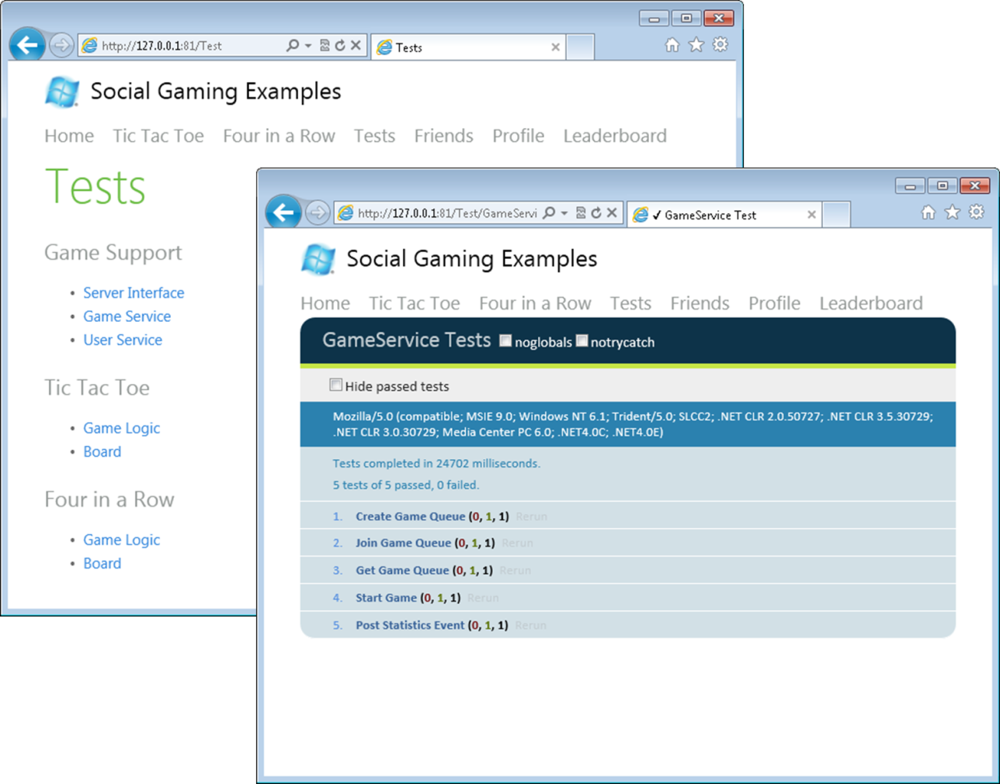 http://127.0.0.1:81/Test
Tests
Social Gaming Examples
Home Tic Tac Toe Four in a Row Tests Friends Profile Leaderboard
Tests
Game Support
• Server Interface
• Game Service
• User Service
Tic Tac Toe
• Game Logic
• Board
Four in a Row
• Game Logic
• Board
http://127.0.0.1:81/Test/GameServi
✓ GameService Test
Social Gaming Examples
Home Tic Tac Toe Four in a Row Tests Friends Profile Leaderboard
GameService Tests noglobals notrycatch
Hide passed tests
Mozilla/5.0 (compatible; MSIE 9.0; Windows NT 6.1; Trident/5.0; SLCC2; .NET CLR 2.0.50727; .NET CLR 3.5.30729;
.NET CLR 3.0.30729; Media Center PC 6.0; .NET4.0C; .NET4.0E)
Tests completed in 24702 milliseconds.
5 tests of 5 passed, 0 failed.
1. Create Game Queue (0, 1, 1) Rerun
2. Join Game Queue (0, 1, 1) Rerun
3. Get Game Queue (0, 1, 1) Rerun
4. Start Game (0, 1, 1) Rerun
5. Post Statistics Event (0, 1, 1) Rerun